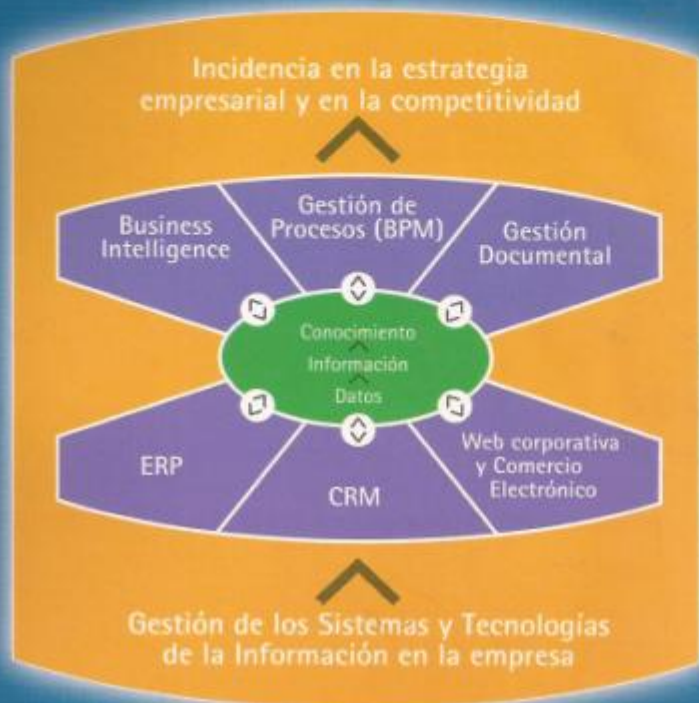 Incidencia en la estrategia
empresarial y en la competitividad
Business
Intelligence
Gestión de
Procesos (BPM)
Gestión
Documental
Conocimiento
Información
Datos
ERP
CRM
Web corporativa
y Comercio
Electrónico
Gestión de los Sistemas y Tecnologías
de la Información en la empresa